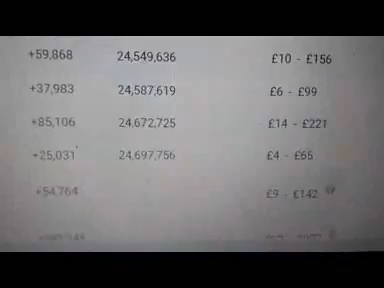 +59,868 24,549,636 £10 - £156
+37,983 24,587,619 £6 - £99
+85,106 24,672,725 £14 - £221
+25,031 24,697,756 £4 - £65
+54,764 £9 - £142